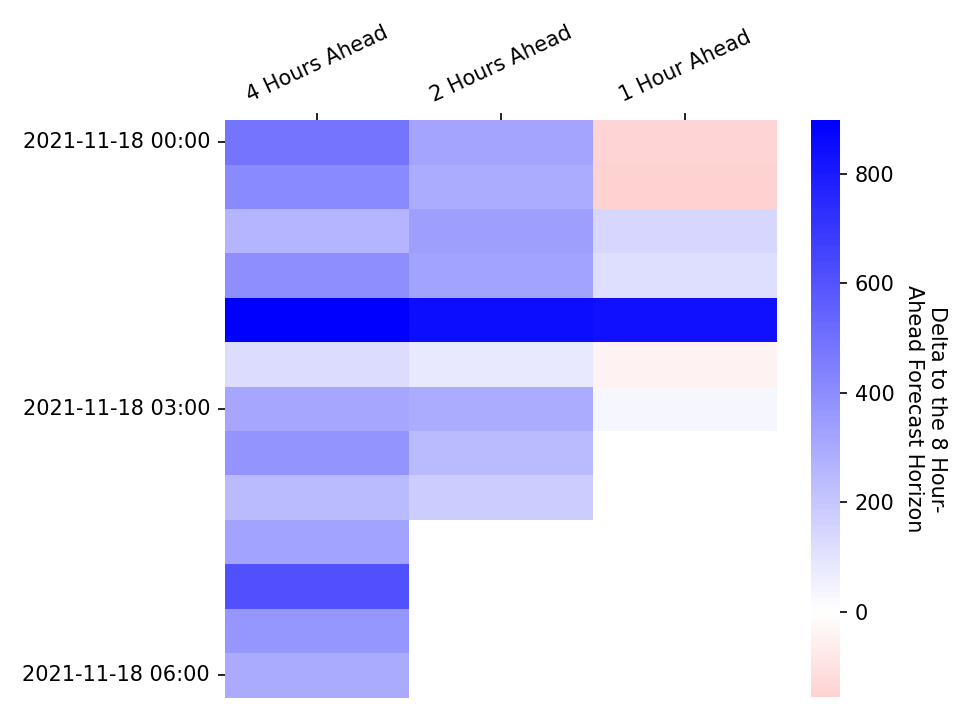 4 Hours Ahead
2 Hours Ahead
1 Hour Ahead
2021-11-18 00:00
2021-11-18 03:00
2021-11-18 06:00
800
600
400
200
0
Delta to the 8 Hour-
Ahead Forecast Horizon